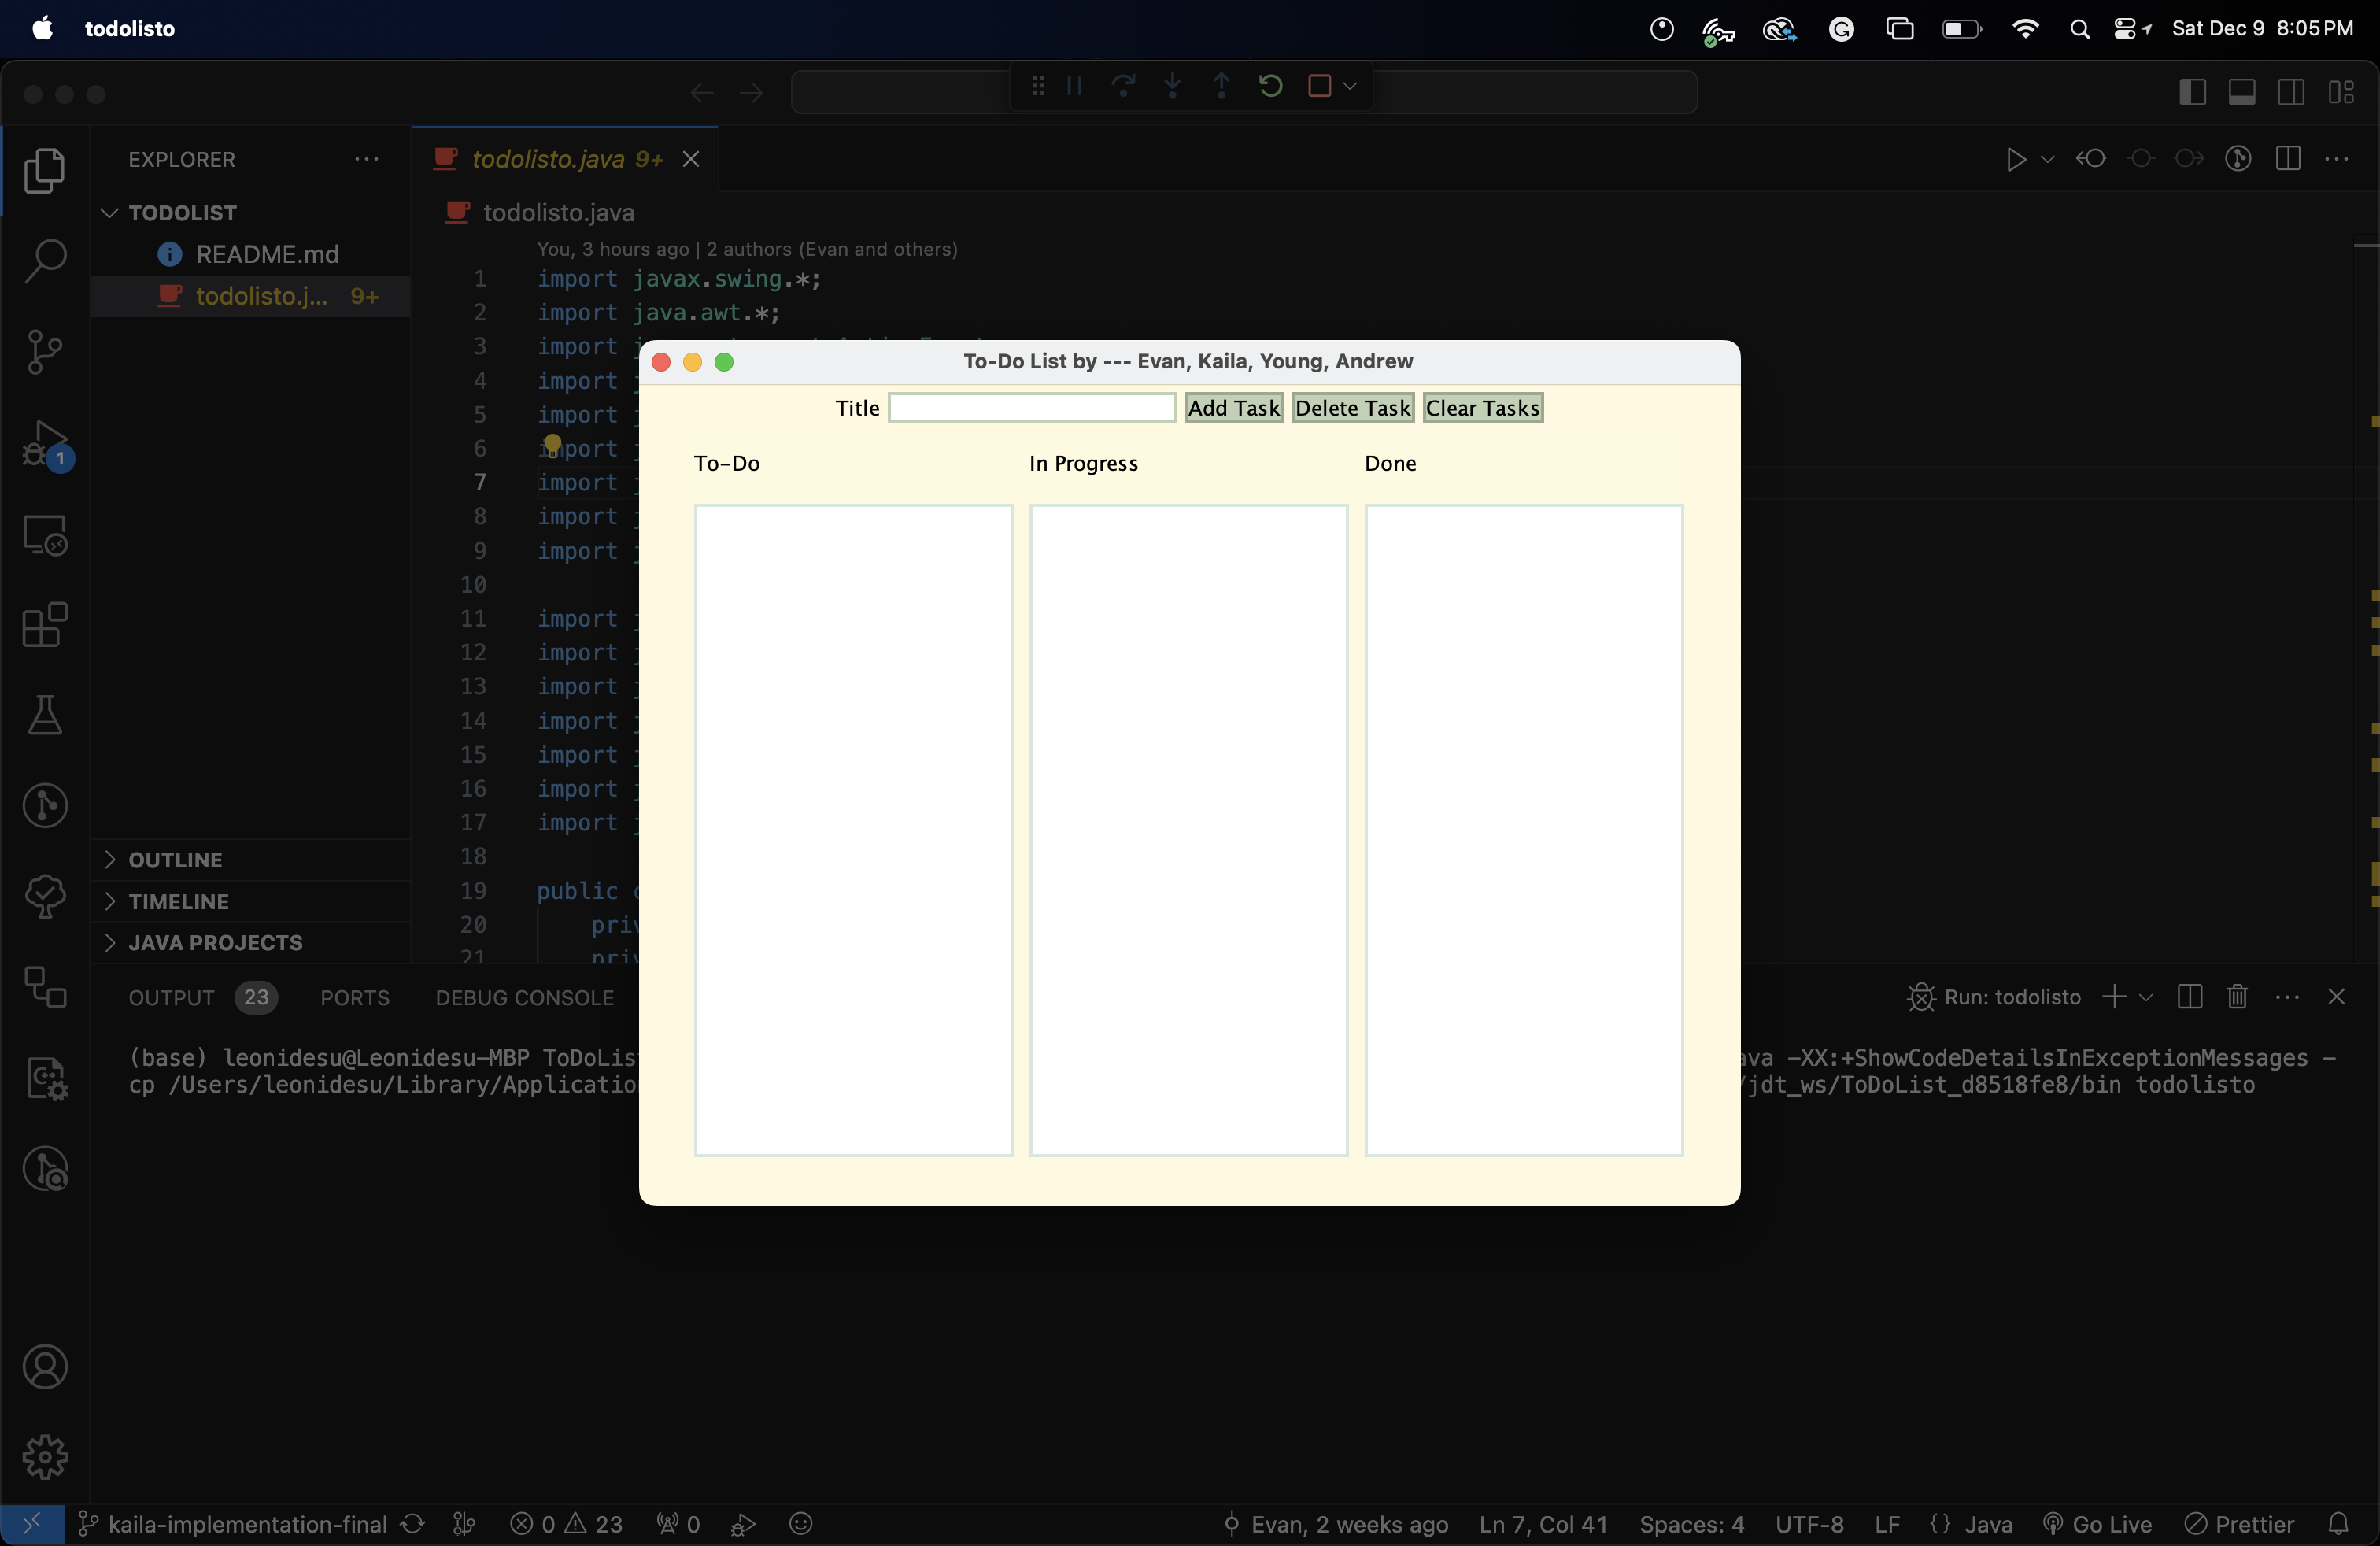 todolisto
Sat Dec 9 8:05 PM
EXPLORER
TODOLIST
README.md
todolisto.j... 9+
OUTLINE
TIMELINE
JAVA PROJECTS
todolisto.java 9+
todolisto.java
You, 3 hours ago | 2 authors (Evan and others)
1 import javax.swing.*;
2 import java.awt.*;
3 import
4 import
5 import
6 import
7 import
8 import
9 import
10
11 import
12 import
13 import
14 import
15 import
16 import
17 import
18
19 public
20 priv
21 priv
To-Do List by --- Evan, Kaila, Young, Andrew
Title Add Task Delete Task Clear Tasks
To-Do In Progress Done
1
OUTPUT 23 PORTS DEBUG CONSOLE
Run: todolisto
(base) leonidesu@Leonidesu-MBP ToDoLis ava -XX:+ShowCodeDetailsInExceptionMessages -
cp /Users/leonidesu/Library/Applicatio /jdt_ws/ToDoList_d8518fe8/bin todolisto
kaila-implementation-final 0 23 0 Evan, 2 weeks ago Ln 7, Col 41 Spaces: 4 UTF-8 LF {} Java Go Live Prettier